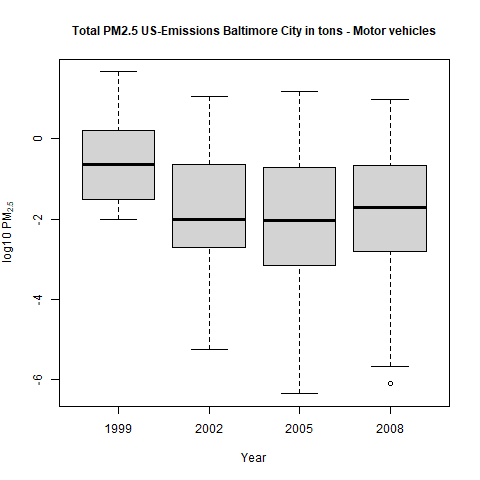 Total PM2.5 US-Emissions Baltimore City in tons - Motor vehicles
log10 PM2.5
0
-2
-4
-6
1999 2002 2005 2008
Year